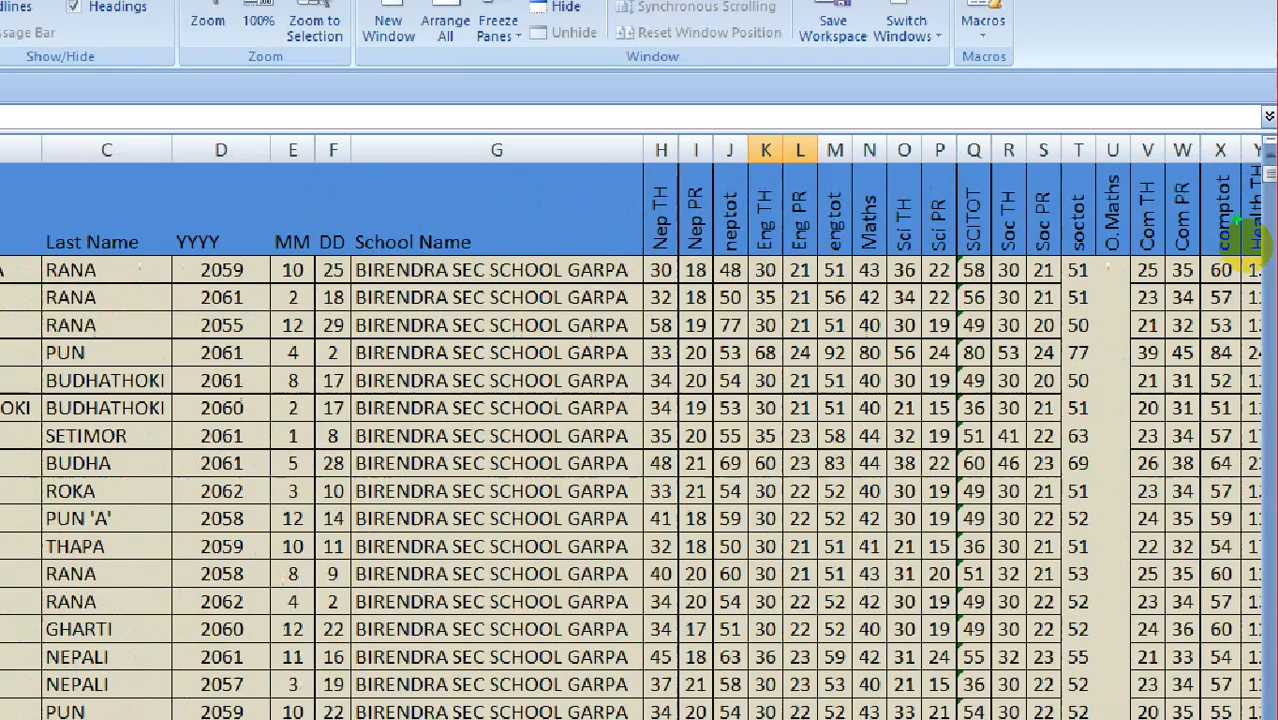 Headings
Zoom 100% Zoom to Selection
New Window Arrange All Freeze Panes Hide Unhide Synchronous Scrolling Reset Window Position
Save Workspace Switch Windows Macros
Show/Hide Zoom Window Macros
C D E F G H I J K L M N O P Q R S T U V W X Y
Last Name YYYY MM DD School Name Nep TH Nep PR neptot Eng TH Eng PR engtot Maths Sci TH Sci PR SCITOT Soc TH Soc PR soctot O.Maths Com TH Com PR comptot Health TH
RANA 2059 10 25 BIRENDRA SEC SCHOOL GARPA 30 18 48 30 21 51 43 36 22 58 30 21 51 25 35 60
RANA 2061 2 18 BIRENDRA SEC SCHOOL GARPA 32 18 50 35 21 56 42 34 22 56 30 21 51 23 34 57
RANA 2055 12 29 BIRENDRA SEC SCHOOL GARPA 58 19 77 30 21 51 40 30 19 49 30 20 50 21 32 53
PUN 2061 4 2 BIRENDRA SEC SCHOOL GARPA 33 20 53 68 24 92 80 56 24 80 53 24 77 39 45 84
BUDHATHOKI 2061 8 17 BIRENDRA SEC SCHOOL GARPA 34 20 54 30 21 51 40 30 19 49 30 20 50 21 31 52
OKI BUDHATHOKI 2060 2 17 BIRENDRA SEC SCHOOL GARPA 34 19 53 30 21 51 40 21 15 36 30 21 51 20 31 51
SETIMOR 2061 1 8 BIRENDRA SEC SCHOOL GARPA 35 20 55 35 23 58 44 32 19 51 41 22 63 23 34 57
BUDHA 2061 5 28 BIRENDRA SEC SCHOOL GARPA 48 21 69 60 23 83 44 38 22 60 46 23 69 26 38 64
ROKA 2062 3 10 BIRENDRA SEC SCHOOL GARPA 33 21 54 30 22 52 40 30 19 49 30 21 51 23 34 57
PUN 'A' 2058 12 14 BIRENDRA SEC SCHOOL GARPA 41 18 59 30 22 52 42 30 19 49 30 22 52 24 35 59
THAPA 2059 10 11 BIRENDRA SEC SCHOOL GARPA 32 18 50 30 21 51 41 21 15 36 30 21 51 22 32 54
RANA 2058 8 9 BIRENDRA SEC SCHOOL GARPA 40 20 60 30 21 51 43 31 20 51 32 21 53 25 35 60
RANA 2062 4 2 BIRENDRA SEC SCHOOL GARPA 34 20 54 30 22 52 42 30 19 49 30 22 52 23 34 57
GHARTI 2060 12 22 BIRENDRA SEC SCHOOL GARPA 34 17 51 30 22 52 40 30 19 49 30 22 52 24 36 60
NEPALI 2061 11 16 BIRENDRA SEC SCHOOL GARPA 45 18 63 36 23 59 42 31 24 55 32 23 55 21 33 54
NEPALI 2057 3 19 BIRENDRA SEC SCHOOL GARPA 37 21 58 30 23 53 40 21 15 36 30 22 52 23 34 57
PUN 2059 10 22 BIRENDRA SEC SCHOOL GARPA 34 20 54 30 22 52 43 33 21 54 30 22 52 20 35 55